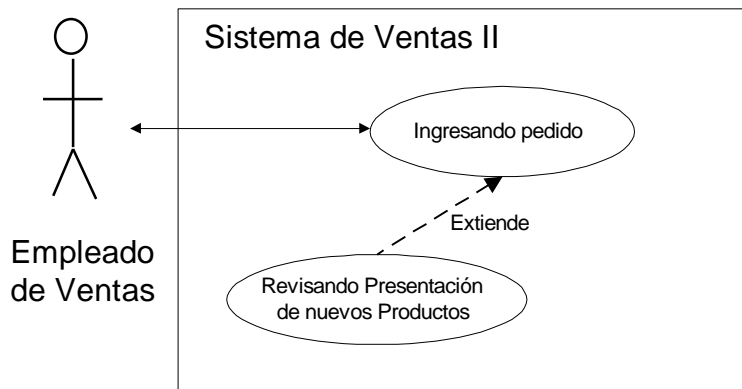 Sistema de Ventas II
Ingresando pedido
Extiende
Empleado
de Ventas
Revisando Presentación
de nuevos Productos